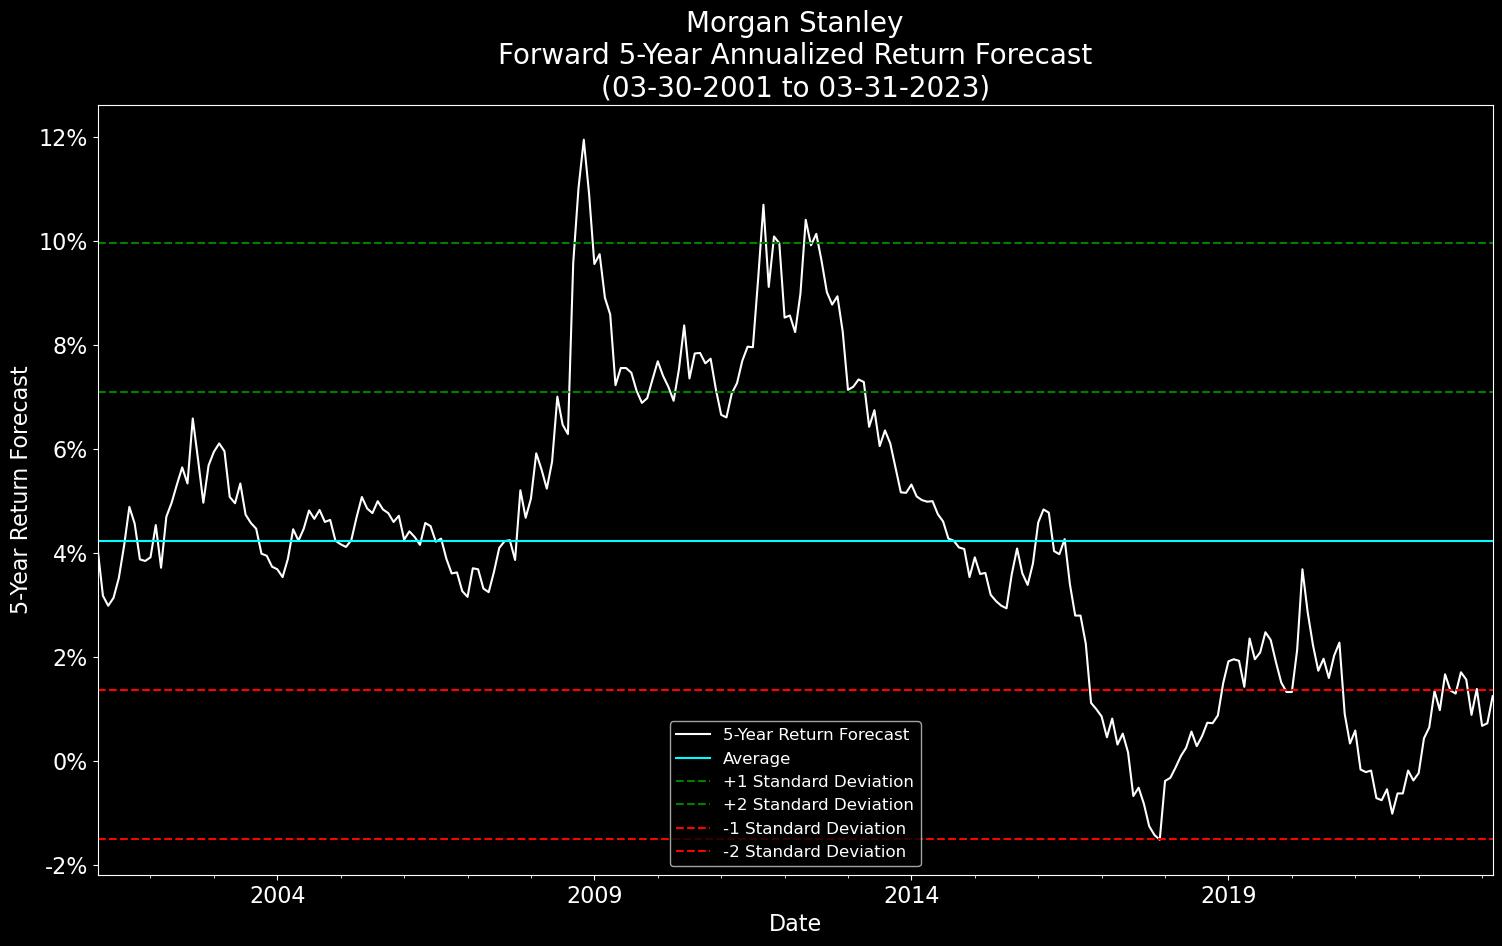 Morgan Stanley
Forward 5-Year Annualized Return Forecast
(03-30-2001 to 03-31-2023)
12%
10%
8%
6%
4%
2%
0%
-2%
5-Year Return Forecast
5-Year Return Forecast
Average
+1 Standard Deviation
+2 Standard Deviation
-1 Standard Deviation
-2 Standard Deviation
2004
2009
2014
2019
Date